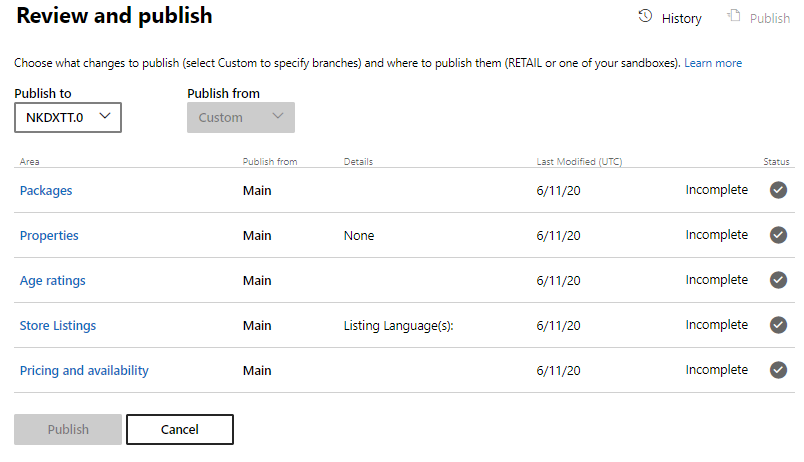 Review and publish
History
Publish
Choose what changes to publish (select Custom to specify branches) and where to publish them (RETAIL or one of your sandboxes). Learn more
Publish to
Publish from
NKDXTT.0
Custom
Area Publish from Details Last Modified (UTC) Status
Packages Main 6/11/20 Incomplete
Properties Main None 6/11/20 Incomplete
Age ratings Main 6/11/20 Incomplete
Store Listings Main Listing Language(s): 6/11/20 Incomplete
Pricing and availability Main 6/11/20 Incomplete
Publish
Cancel